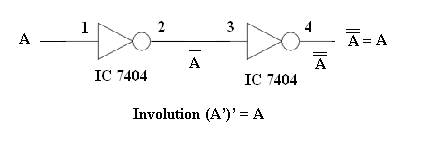 1 2 3 4
A A̅ A̿ A̿ = A
IC 7404 IC 7404
Involution (A’)’ = A